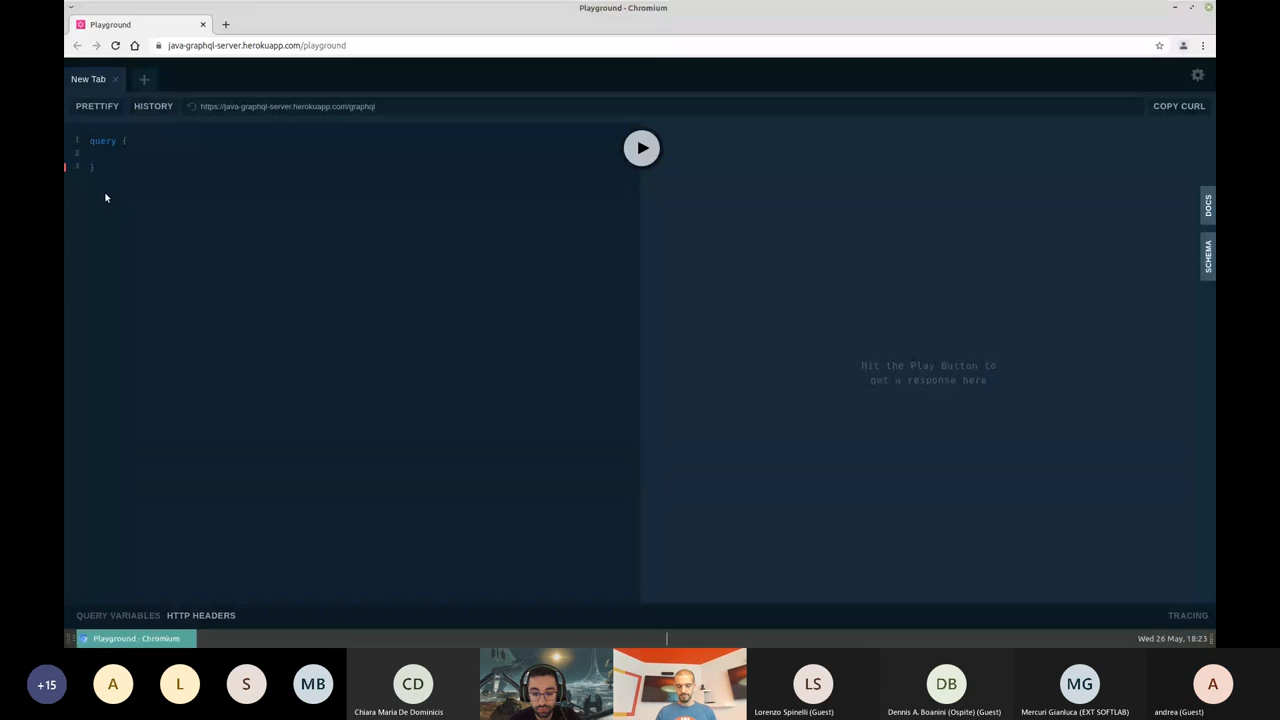 Playground - Chromium
Playground
java-graphql-server.herokuapp.com/playground
New Tab
PRETTIFY HISTORY https://java-graphql-server.herokuapp.com/graphql COPY CURL
1 query {
2
3 }
DOCS
SCHEMA
Hit the Play Button to
get a response here
QUERY VARIABLES HTTP HEADERS TRACING
Playground - Chromium Wed 26 May, 18:23
+15 A L S MB CD LS DB MG A
Chiara Maria De Dominicis Lorenzo Spinelli (Guest) Dennis A. Boanini (Ospite) (Guest) Mercuri Gianluca (EXT SOFTLAB) andrea (Guest)